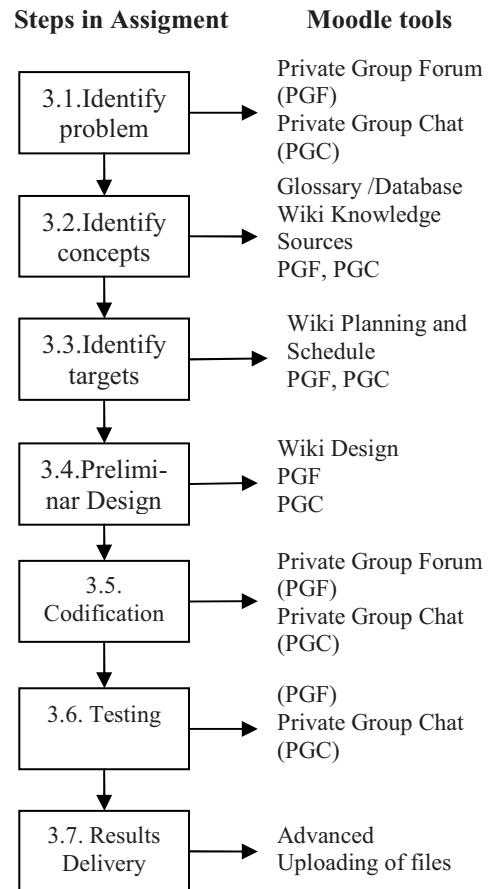 Steps in Assigment
Moodle tools
3.1.Identify
problem
Private Group Forum
(PGF)
Private Group Chat
(PGC)
3.2.Identify
concepts
Glossary /Database
Wiki Knowledge
Sources
PGF, PGC
3.3.Identify
targets
Wiki Planning and
Schedule
PGF, PGC
3.4.Prelimi-
nar Design
Wiki Design
PGF
PGC
3.5.
Codification
Private Group Forum
(PGF)
Private Group Chat
(PGC)
3.6. Testing
(PGF)
Private Group Chat
(PGC)
3.7. Results
Delivery
Advanced
Uploading of files